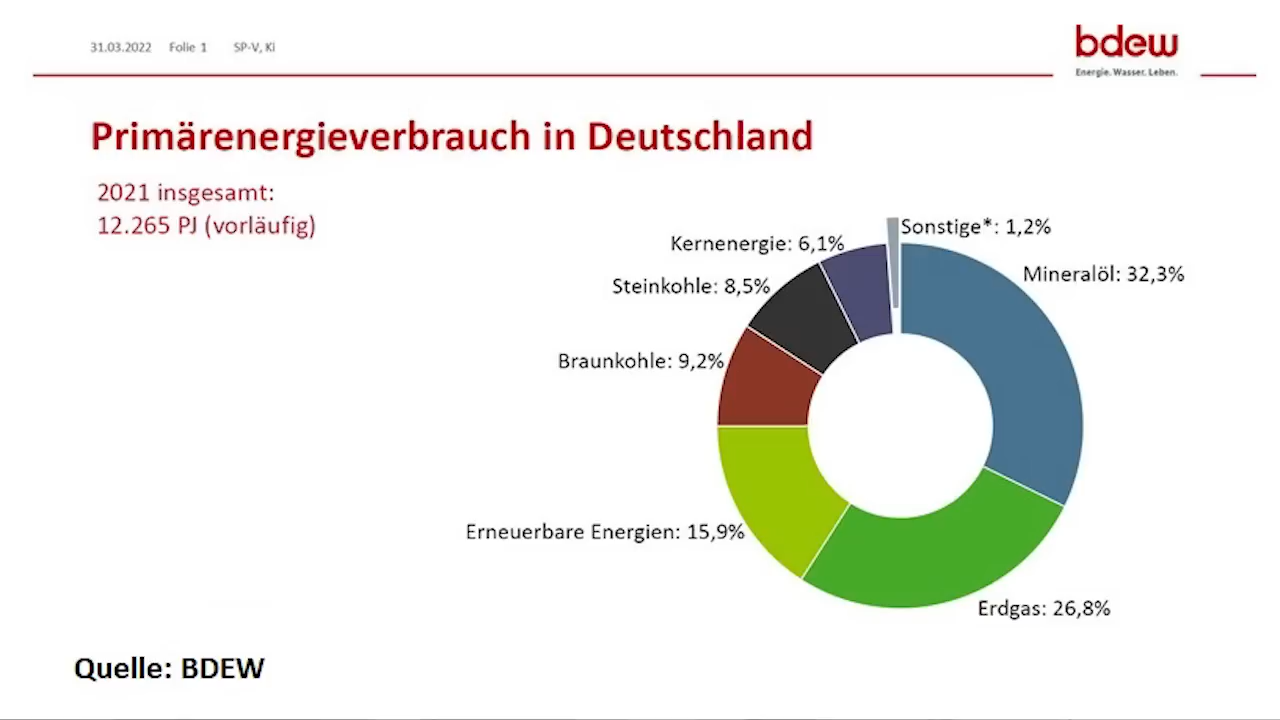 31.03.2022 Folie 1 SP-V, Ki
bdew
Energie. Wasser. Leben.
Primärenergieverbrauch in Deutschland
2021 insgesamt:
12.265 PJ (vorläufig)
Sonstige*: 1,2%
Kernenergie: 6,1%
Mineralöl: 32,3%
Steinkohle: 8,5%
Braunkohle: 9,2%
Erneuerbare Energien: 15,9%
Erdgas: 26,8%
Quelle: BDEW